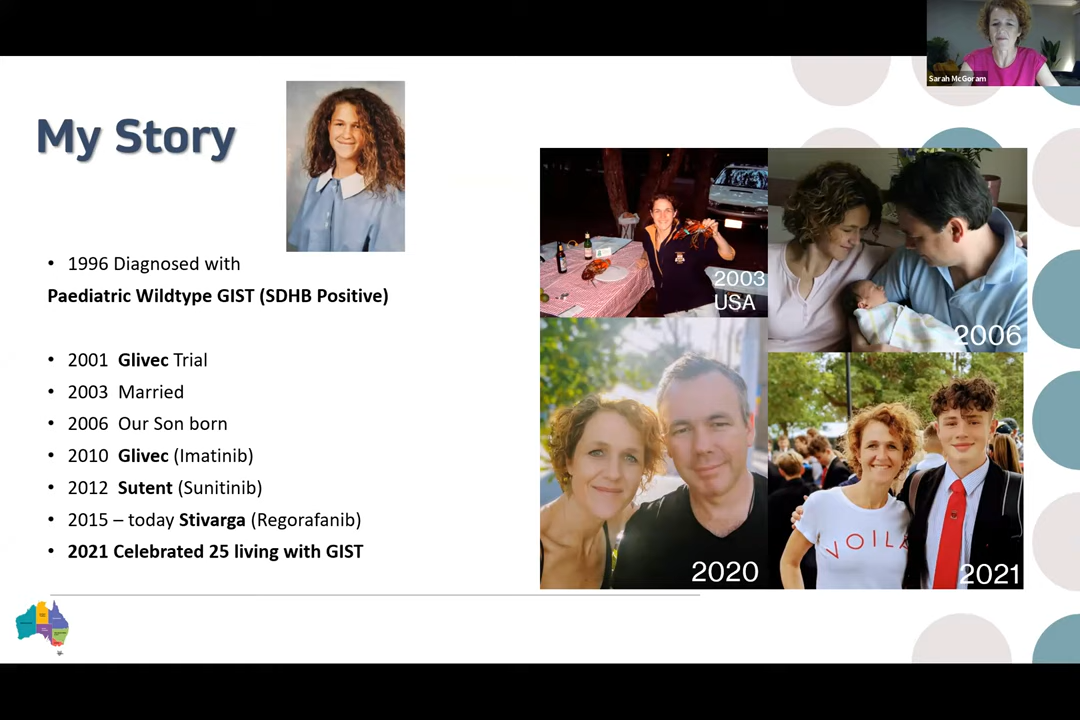 Sarah McGoram
My Story
• 1996 Diagnosed with
Paediatric Wildtype GIST (SDHB Positive)
• 2001 Glivec Trial
• 2003 Married
• 2006 Our Son born
• 2010 Glivec (Imatinib)
• 2012 Sutent (Sunitinib)
• 2015 – today Stivarga (Regorafanib)
• 2021 Celebrated 25 living with GIST
2003
USA
2006
2020
VOILA
2021